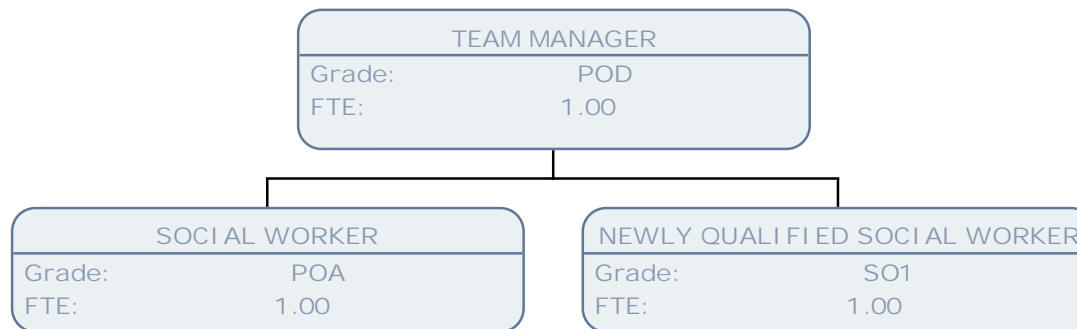 TEAM MANAGER
Grade: POD
FTE: 1.00
SOCIAL WORKER
Grade: POA
FTE: 1.00
NEWLY QUALIFIED SOCIAL WORKER
Grade: SO1
FTE: 1.00